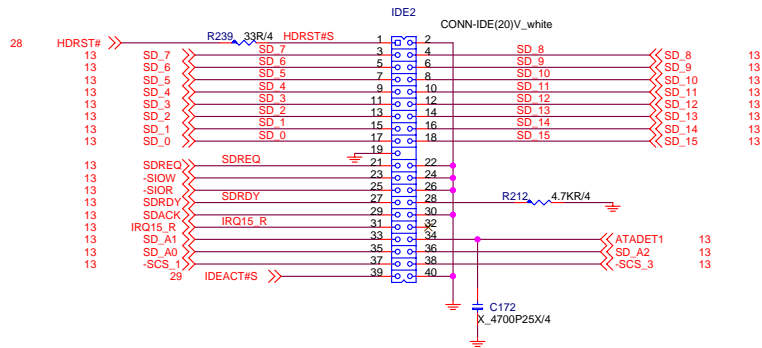 IDE2
CONN-IDE(20)V_white
R239 33R/4 HDRST#S 1 2
28 HDRST#
13 SD_7 SD_7 3 4 SD_8 SD_8 13
13 SD_6 SD_6 5 6 SD_9 SD_9 13
13 SD_5 SD_5 7 8 SD_10 SD_10 13
13 SD_4 SD_4 9 10 SD_11 SD_11 13
13 SD_3 SD_3 11 12 SD_12 SD_12 13
13 SD_2 SD_2 13 14 SD_13 SD_13 13
13 SD_1 SD_1 15 16 SD_14 SD_14 13
13 SD_0 SD_0 17 18 SD_15 SD_15 13
19
13 SDREQ SDREQ 21 22
13 -SIOW 23 24
13 -SIOR 25 26
13 SDRDY SDRDY 27 28 R212 4.7KR/4
13 SDACK 29 30
13 IRQ15_R IRQ15_R 31 32
13 SD_A1 33 34 ATADET1 13
13 SD_A0 35 36 SD_A2 13
13 -SCS_1 37 38 -SCS_3 13
29 IDEACT#S 39 40
C172
X_4700P25X/4